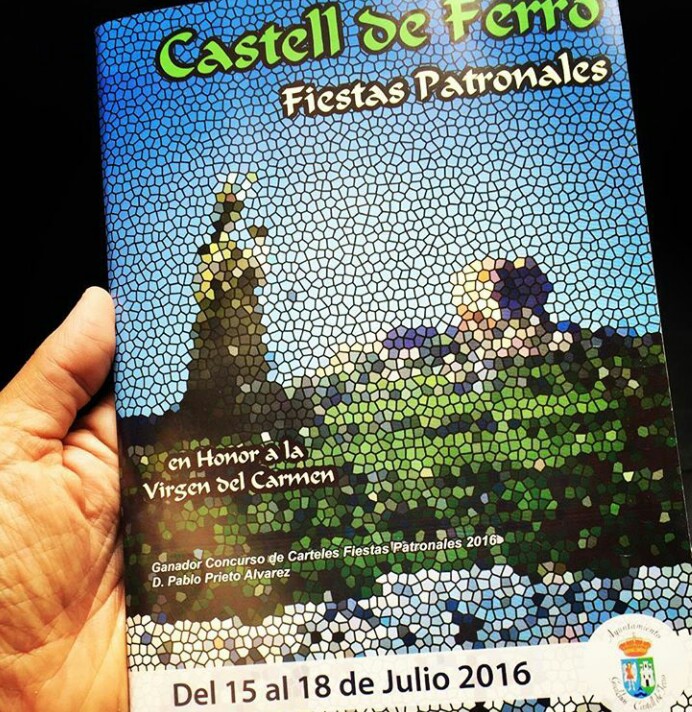 Castell de Ferro
Fiestas Patronales
en Honor a la
Virgen del Carmen
Ganador Concurso de Carteles Fiestas Patronales 2016
D. Pablo Prieto Alvarez
Ayuntamiento
Del 15 al 18 de Julio 2016